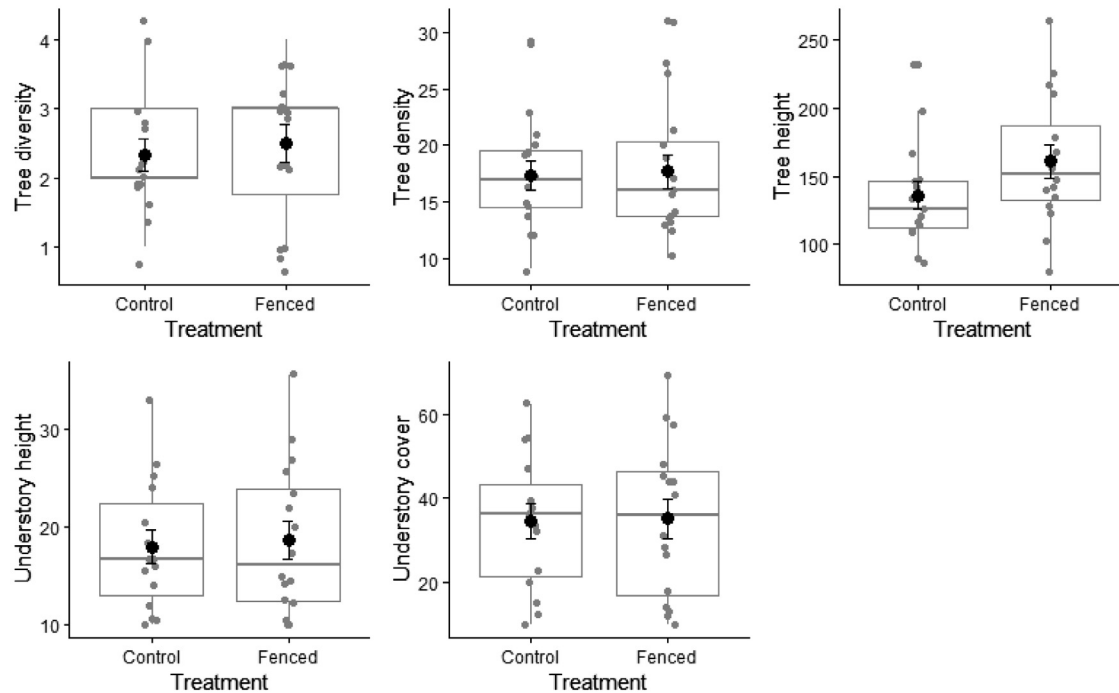 Tree diversity
4
3
2
1
Control Fenced
Treatment
Tree density
30
25
20
15
10
Control Fenced
Treatment
Tree height
250
200
150
100
Control Fenced
Treatment
Understory height
30
20
10
Control Fenced
Treatment
Understory cover
60
40
20
Control Fenced
Treatment